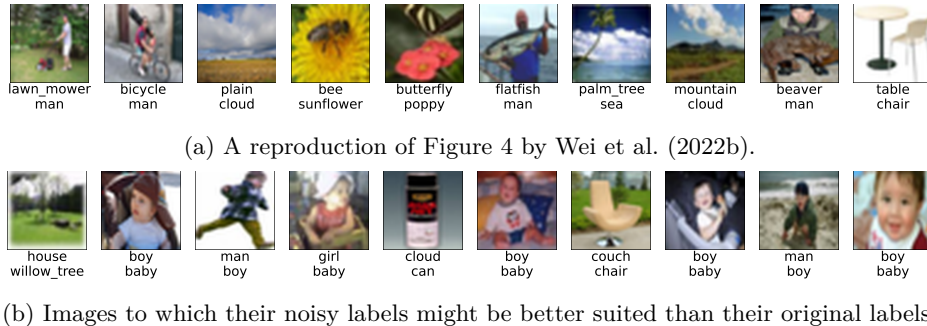 lawn_mower bicycle plain bee butterfly flatfish palm_tree mountain beaver table
man man cloud sunflower poppy man sea cloud man chair
(a) A reproduction of Figure 4 by Wei et al. (2022b).
house boy man girl cloud boy couch boy man boy
willow_tree baby boy baby can baby chair baby boy baby
(b) Images to which their noisy labels might be better suited than their original labels